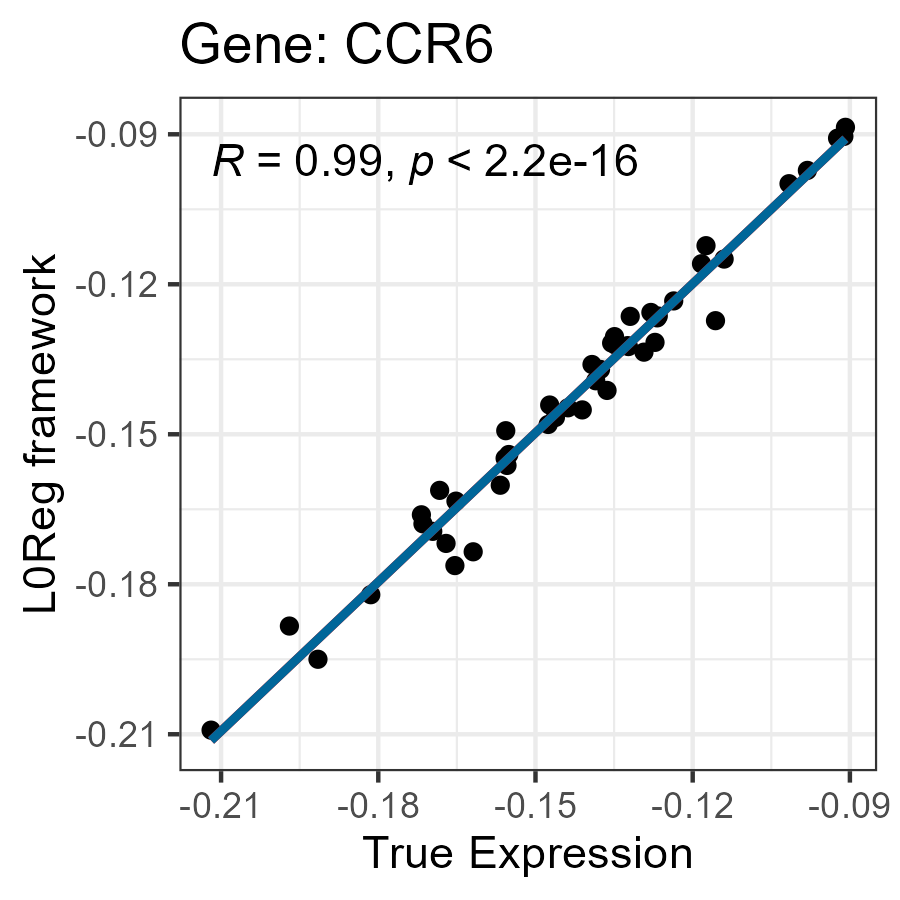 Gene: CCR6
R = 0.99, p < 2.2e-16
L0Reg framework
-0.09
-0.12
-0.15
-0.18
-0.21
-0.21 -0.18 -0.15 -0.12 -0.09
True Expression